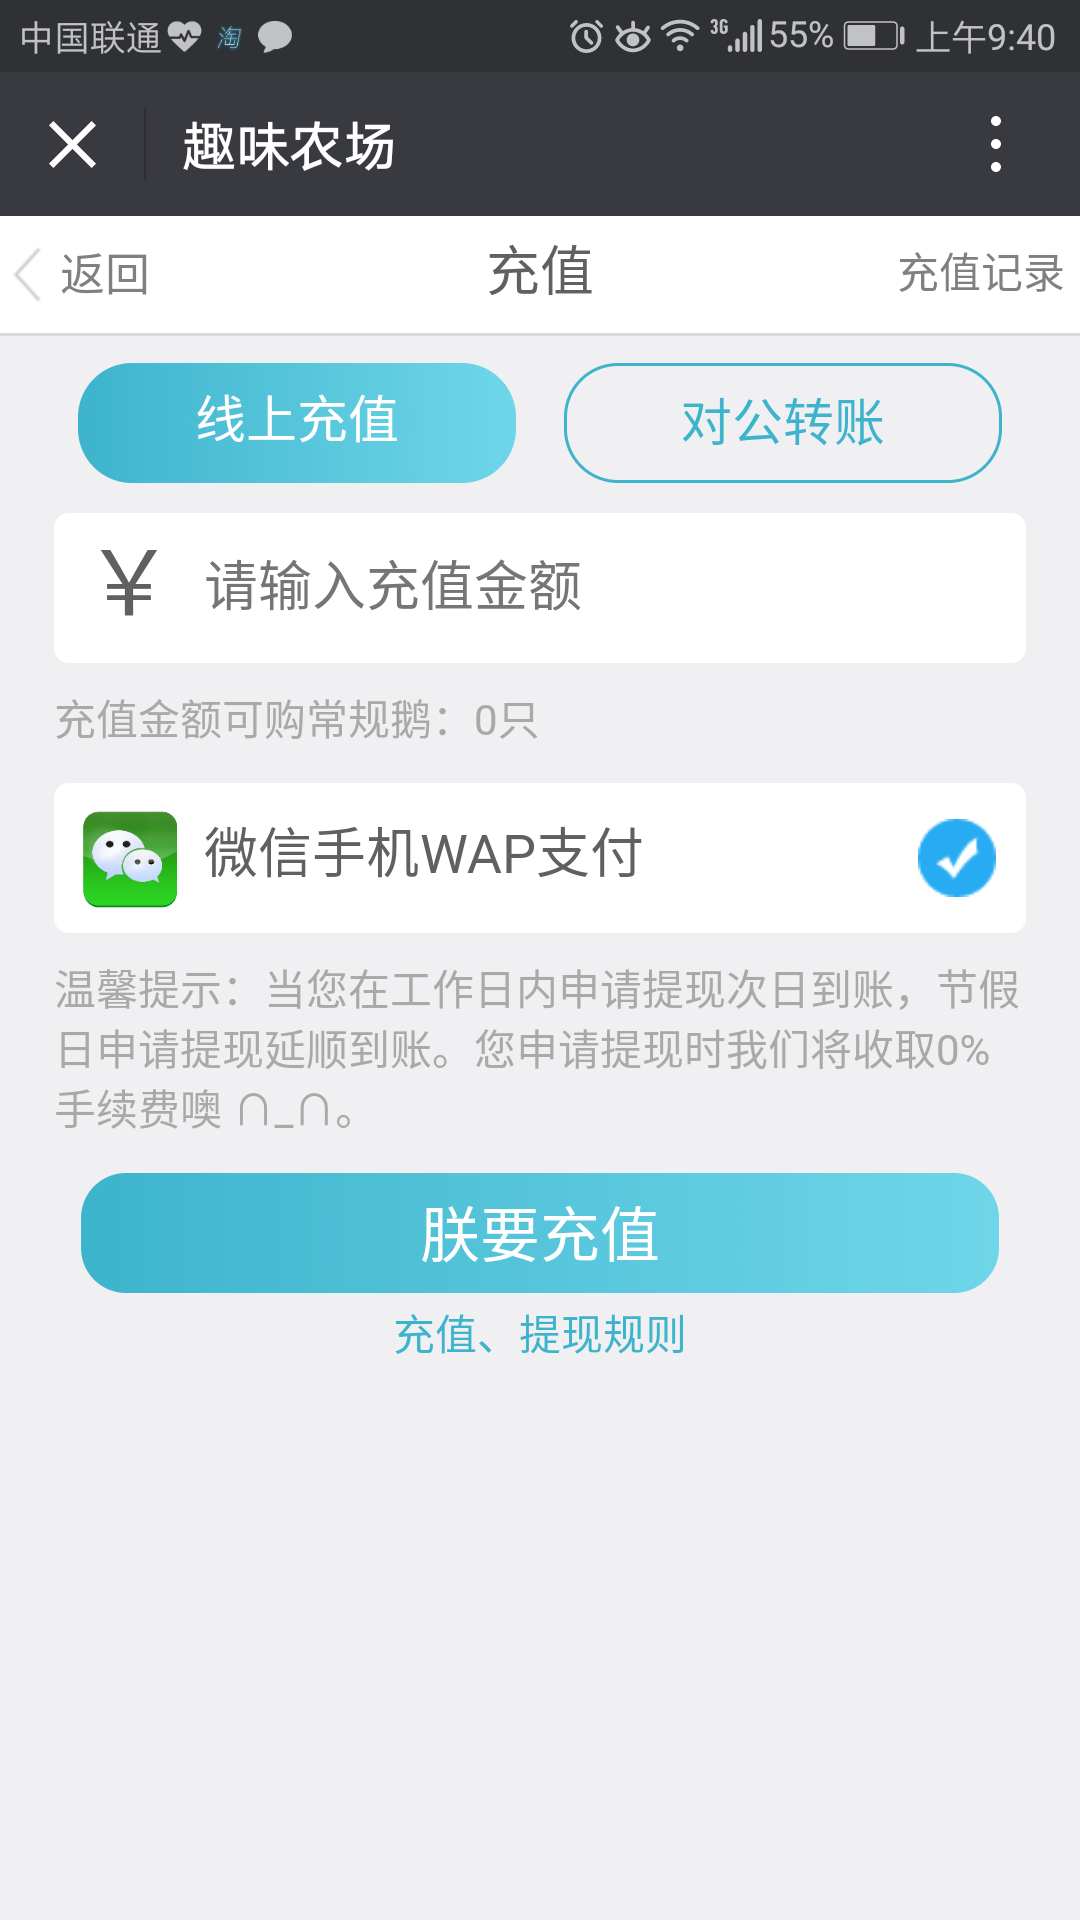 中国联通 淘 3G 55% 上午9:40
趣味农场
返回 充值 充值记录
线上充值 对公转账
¥ 请输入充值金额
充值金额可购常规鹅：0只
微信手机WAP支付
温馨提示：当您在工作日内申请提现次日到账，节假
日申请提现延顺到账。您申请提现时我们将收取0%
手续费噢 ∩_∩。
朕要充值
充值、提现规则